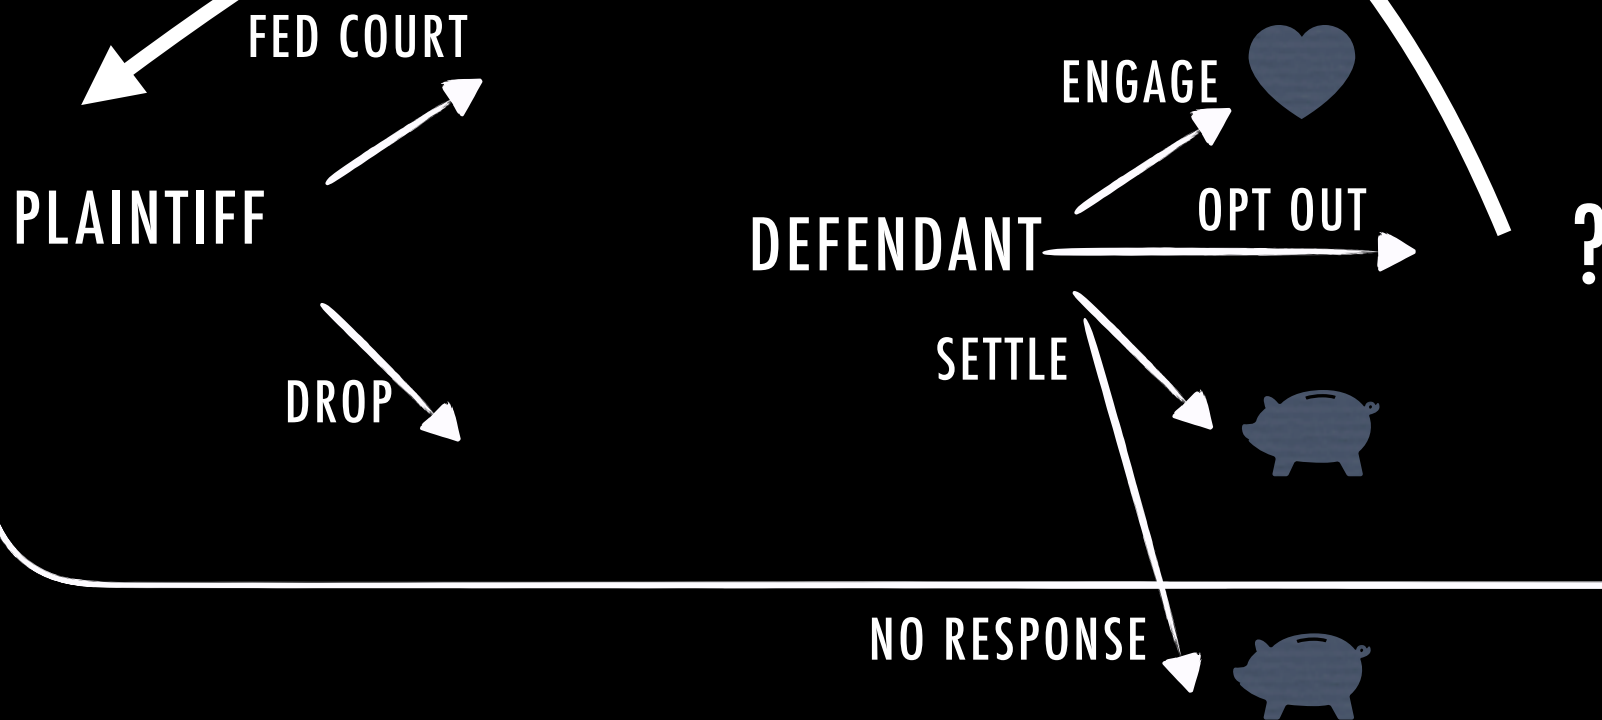 FED COURT
ENGAGE
PLAINTIFF
OPT OUT
DEFENDANT
?
SETTLE
DROP
NO RESPONSE